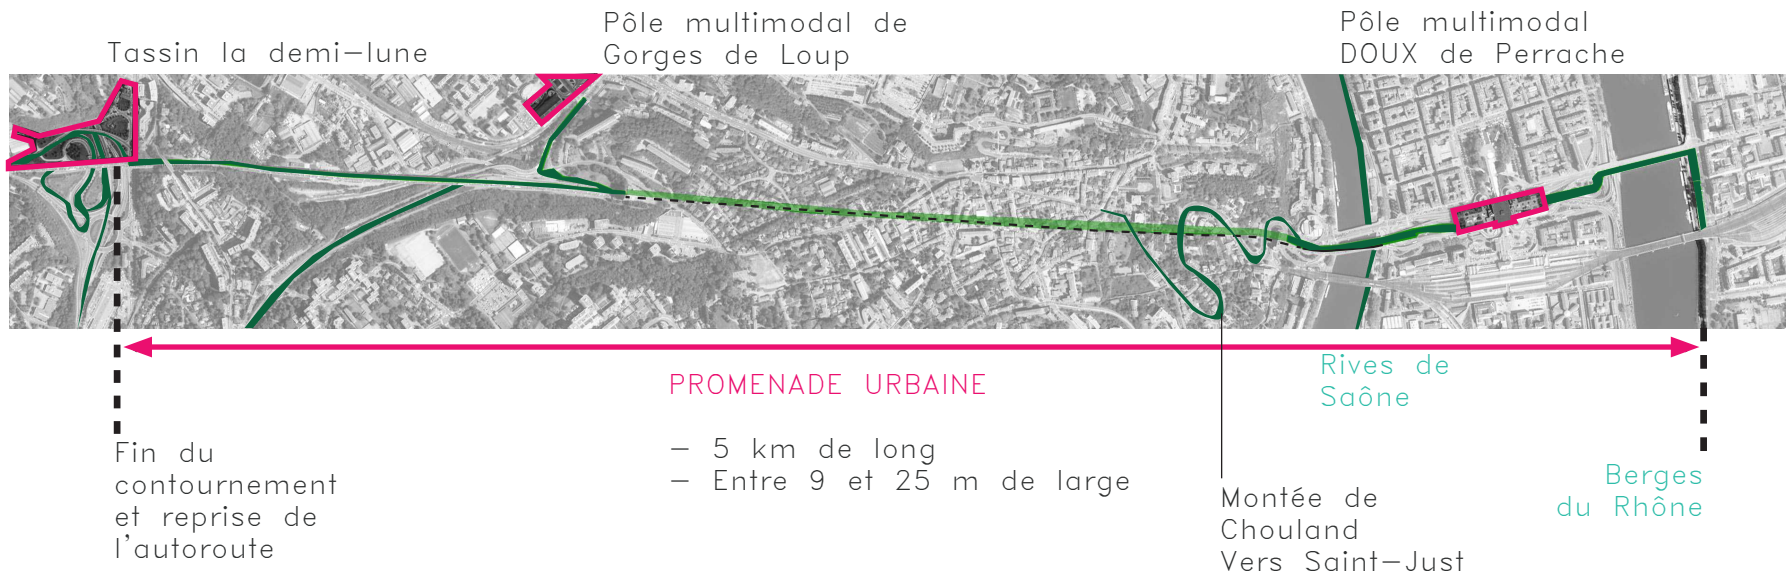 Tassin la demi-lune
Pôle multimodal de
Gorges de Loup
Pôle multimodal
DOUX de Perrache
PROMENADE URBAINE
- 5 km de long
- Entre 9 et 25 m de large
Rives de
Saône
Fin du
contournement
et reprise de
l'autoroute
Montée de
Chouland
Vers Saint-Just
Berges
du Rhône